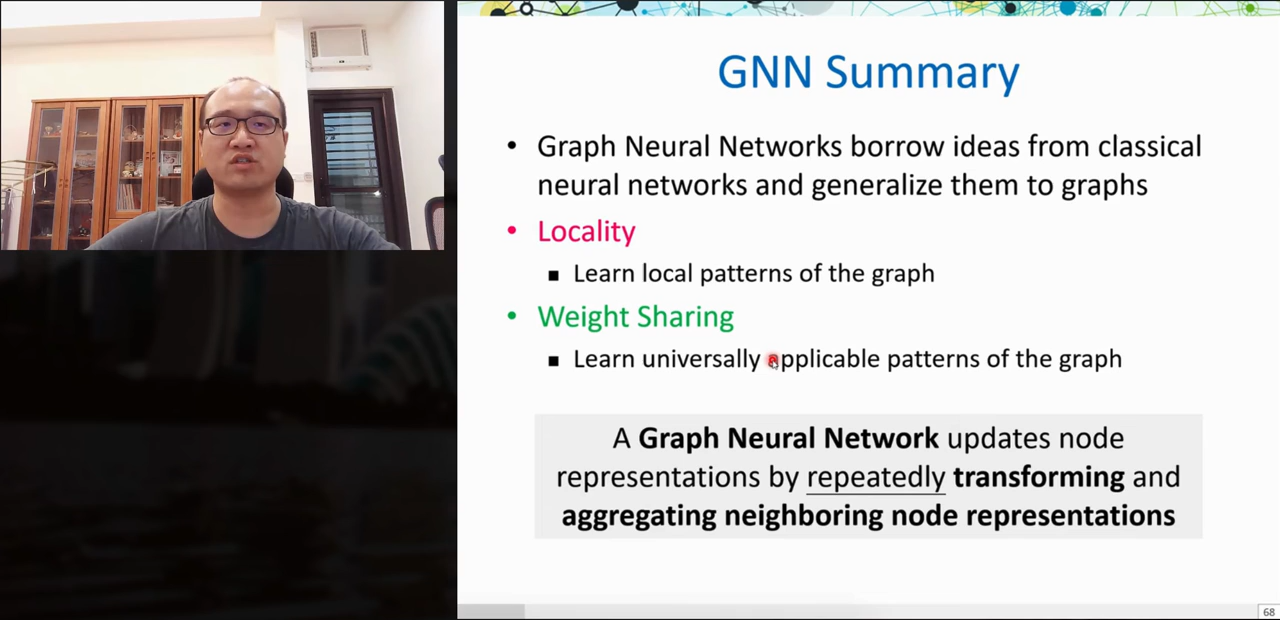 GNN Summary
• Graph Neural Networks borrow ideas from classical
neural networks and generalize them to graphs
• Locality
▪ Learn local patterns of the graph
• Weight Sharing
▪ Learn universally applicable patterns of the graph
A Graph Neural Network updates node
representations by repeatedly transforming and
aggregating neighboring node representations
68